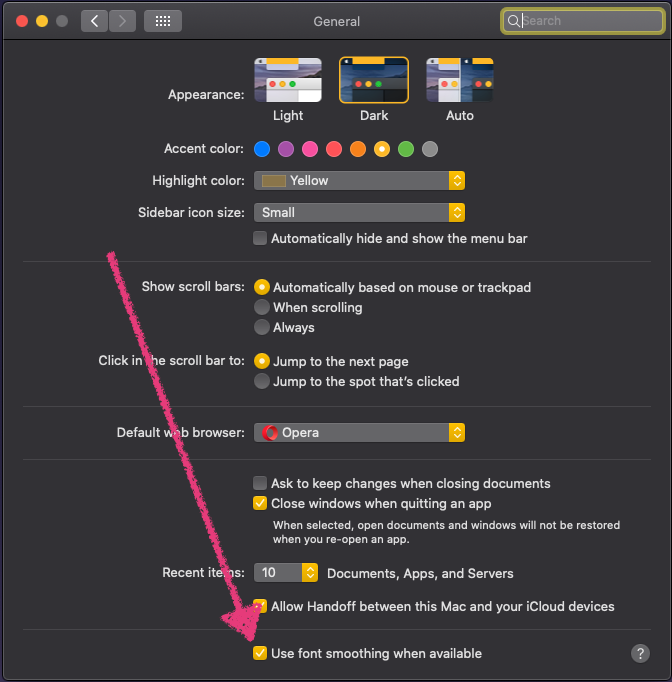 General
Search
Appearance:
Light
Dark
Auto
Accent color:
Highlight color:
Yellow
Sidebar icon size:
Small
Automatically hide and show the menu bar
Show scroll bars:
Automatically based on mouse or trackpad
When scrolling
Always
Click in the scroll bar to:
Jump to the next page
Jump to the spot that's clicked
Default web browser:
Opera
Ask to keep changes when closing documents
Close windows when quitting an app
When selected, open documents and windows will not be restored
when you re-open an app.
Recent items:
10
Documents, Apps, and Servers
Allow Handoff between this Mac and your iCloud devices
Use font smoothing when available
?